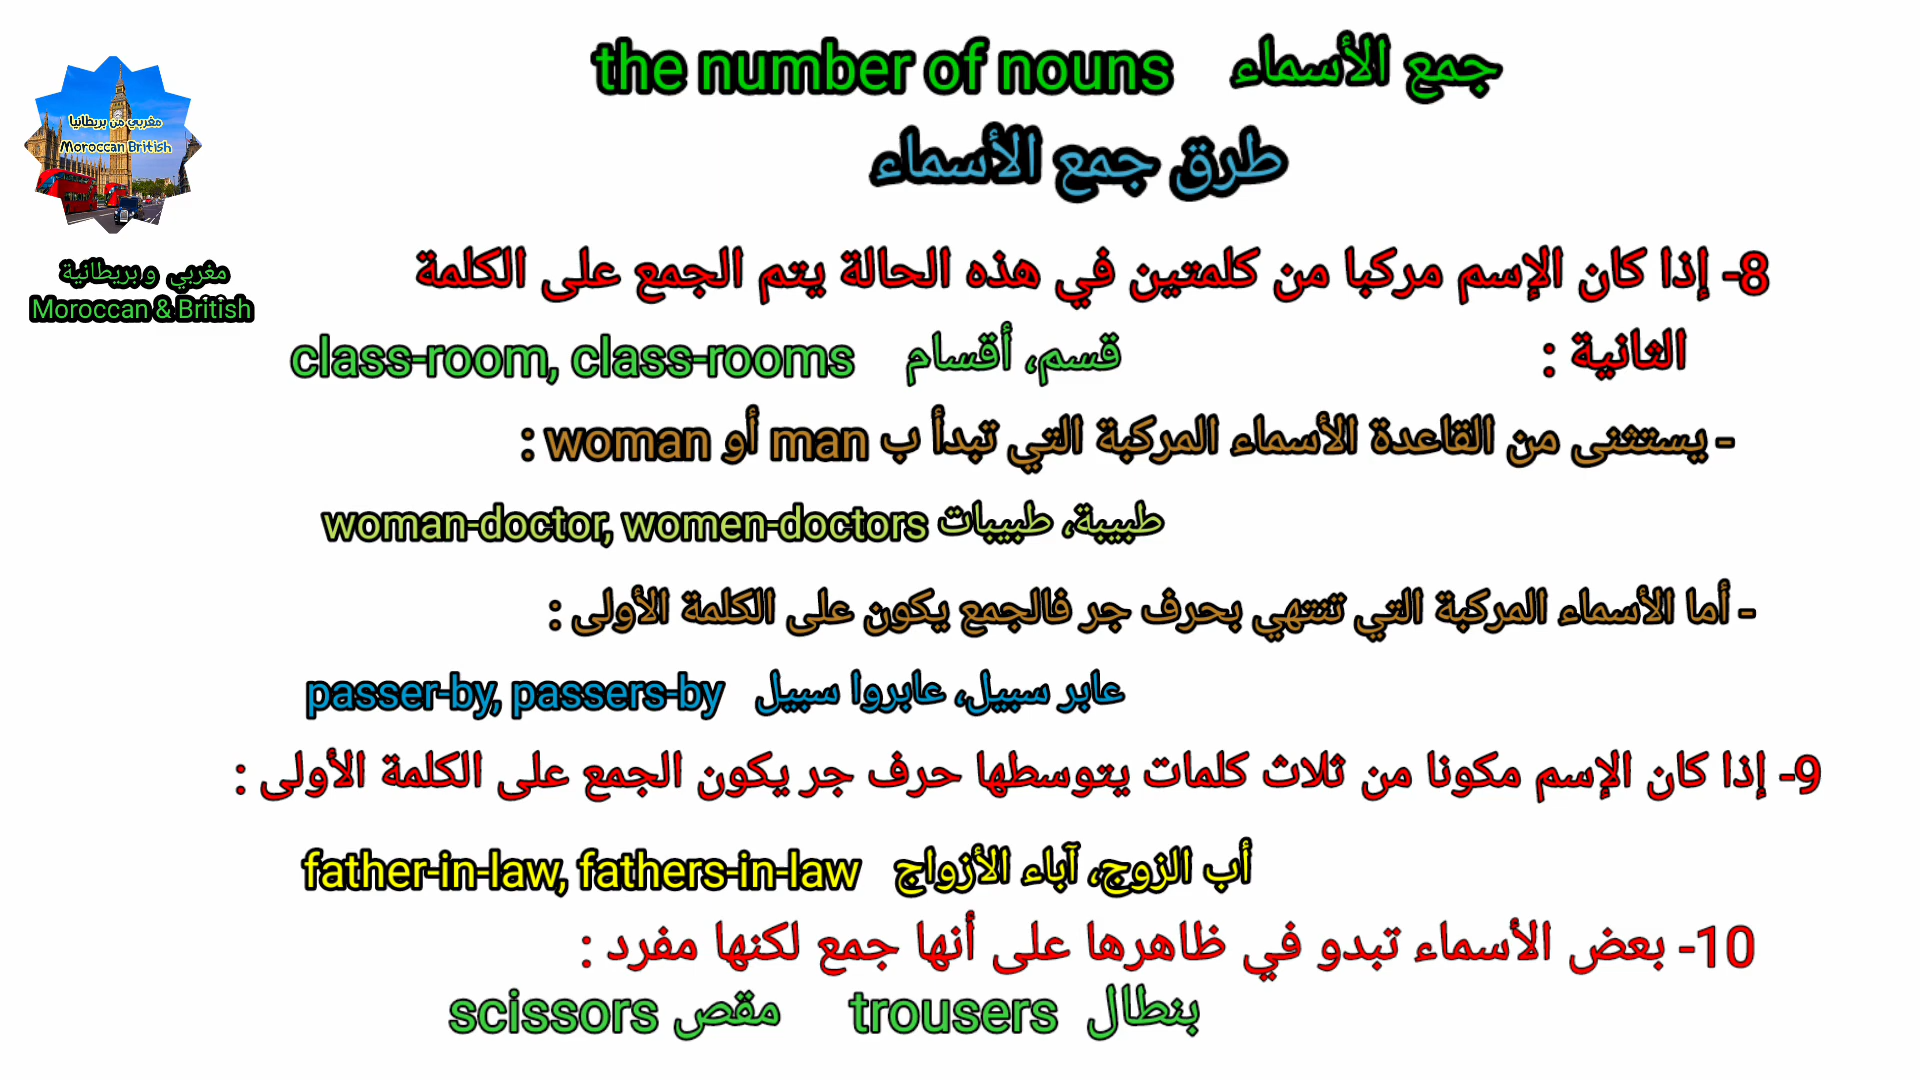 جمع الأسماء the number of nouns
طرق جمع الأسماء
مغربي من بريطانيا
Moroccan British
مغربي و بريطانية
Moroccan & British
8- إذا كان الإسم مركبا من كلمتين في هذه الحالة يتم الجمع على الكلمة
الثانية : قسم، أقسام class-room, class-rooms
- يستثنى من القاعدة الأسماء المركبة التي تبدأ ب man أو woman :
طبيبة، طبيبات woman-doctor, women-doctors
- أما الأسماء المركبة التي تنتهي بحرف جر فالجمع يكون على الكلمة الأولى :
عابر سبيل، عابروا سبيل passer-by, passers-by
9- إذا كان الإسم مكونا من ثلاث كلمات يتوسطها حرف جر يكون الجمع على الكلمة الأولى :
أب الزوج، آباء الأزواج father-in-law, fathers-in-law
10- بعض الأسماء تبدو في ظاهرها على أنها جمع لكنها مفرد :
بنطال trousers مقص scissors